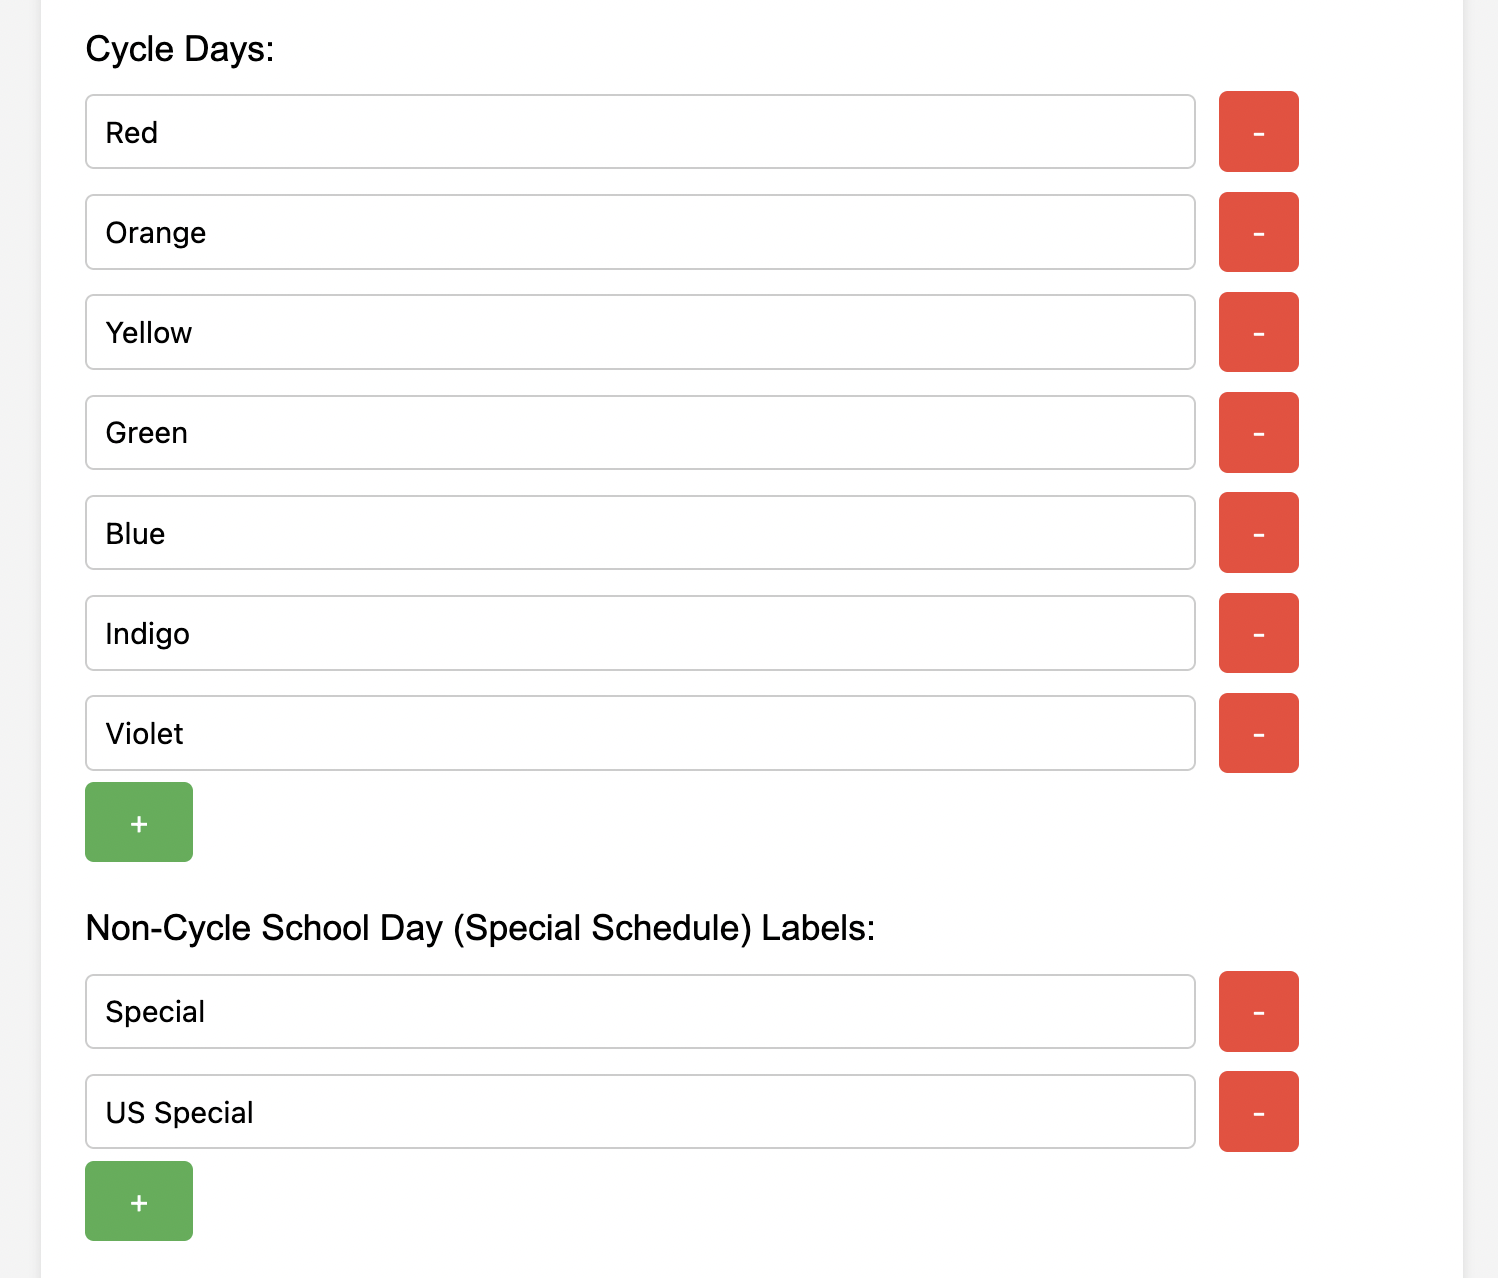 Cycle Days:
Red
-
Orange
-
Yellow
-
Green
-
Blue
-
Indigo
-
Violet
-
+
Non-Cycle School Day (Special Schedule) Labels:
Special
-
US Special
-
+